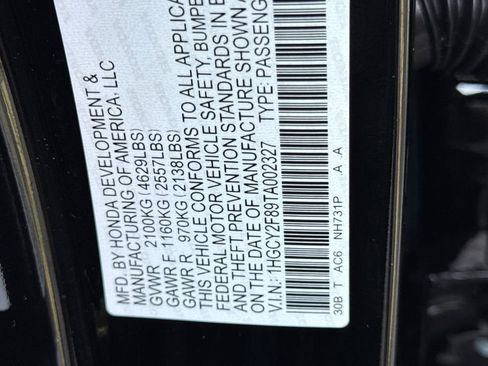 MFD BY HONDA DEVELOPMENT &
MANUFACTURING OF AMERICA, LLC
GVWR 2100KG (4629LBS)
GAWR F 1160KG (2557LBS)
GAWR R 970KG (2138LBS)
THIS VEHICLE CONFORMS TO ALL APPLICA
FEDERAL MOTOR VEHICLE SAFETY, BUMPE
AND THEFT PREVENTION STANDARDS IN E
ON THE DATE OF MANUFACTURE SHOWN A
V.I.N.: 1HGCY2F89TA002327 TYPE: PASSENG
30B T AC6 NH731P A A